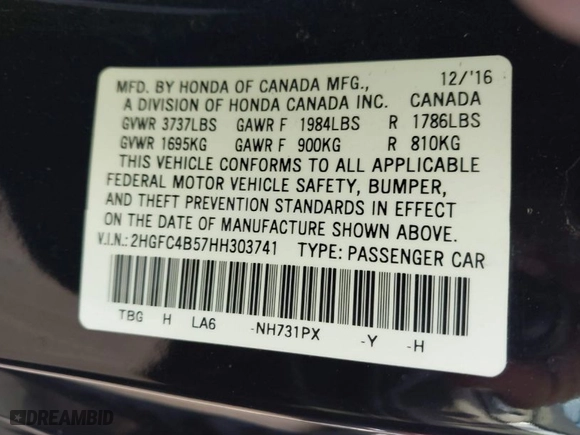 MFD. BY HONDA OF CANADA MFG., 12/'16
A DIVISION OF HONDA CANADA INC. CANADA
GVWR 3737LBS GAWR F 1984LBS R 1786LBS
GVWR 1695KG GAWR F 900KG R 810KG
THIS VEHICLE CONFORMS TO ALL APPLICABLE
FEDERAL MOTOR VEHICLE SAFETY, BUMPER,
AND THEFT PREVENTION STANDARDS IN EFFECT
ON THE DATE OF MANUFACTURE SHOWN ABOVE.
V.I.N.: 2HGFC4B57HH303741 TYPE: PASSENGER CAR
TBG H LA6 -NH731PX -Y -H
DREAMBID